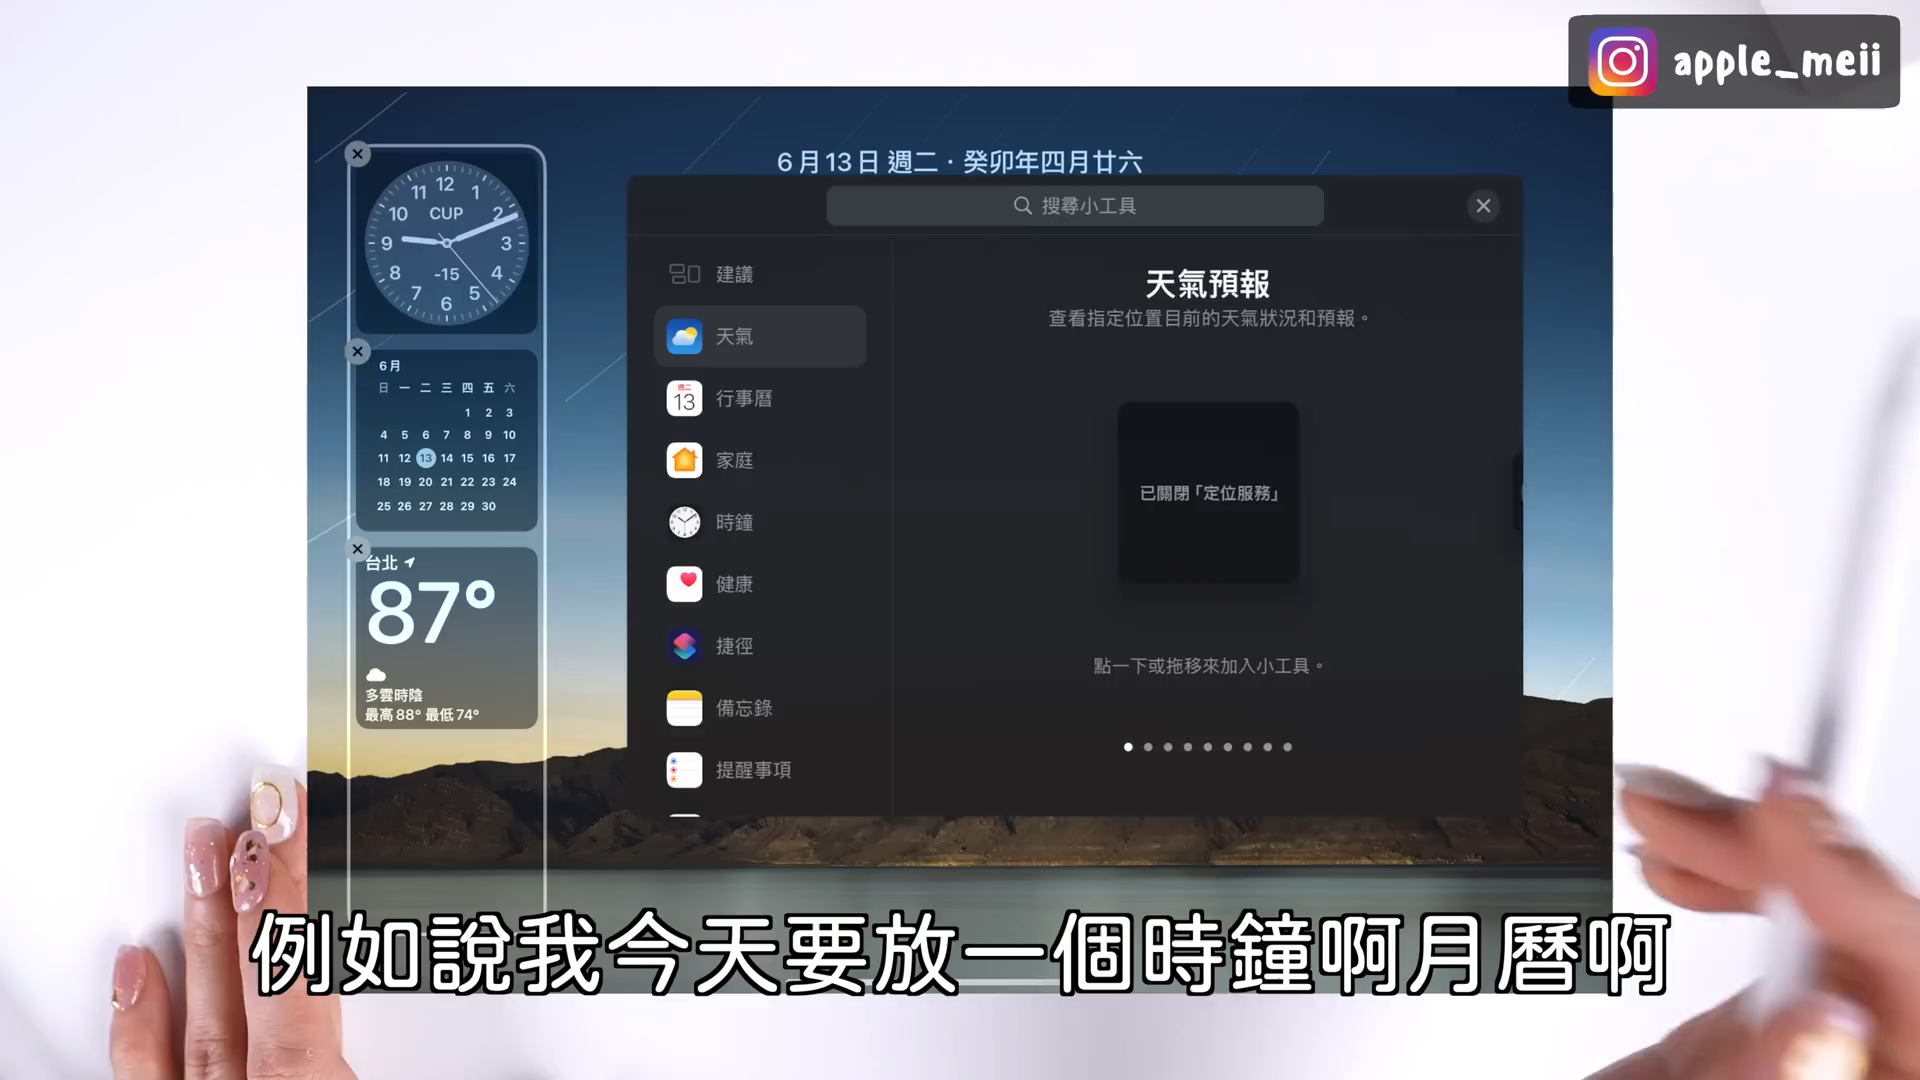 apple_meii
6月13日 週二·癸卯年四月廿六
12
11 1
10 CUP 2
9 3
8 -15 4
7 5
6
6月
日 一 二 三 四 五 六
1 2 3
4 5 6 7 8 9 10
11 12 13 14 15 16 17
18 19 20 21 22 23 24
25 26 27 28 29 30
台北
87°
多雲時陰
最高88° 最低74°
搜尋小工具
建議
天氣
週二
13
行事曆
家庭
時鐘
健康
捷徑
備忘錄
提醒事項
天氣預報
查看指定位置目前的天氣狀況和預報。
已關閉「定位服務」
點一下或拖移來加入小工具。
例如說我今天要放一個時鐘啊月曆啊